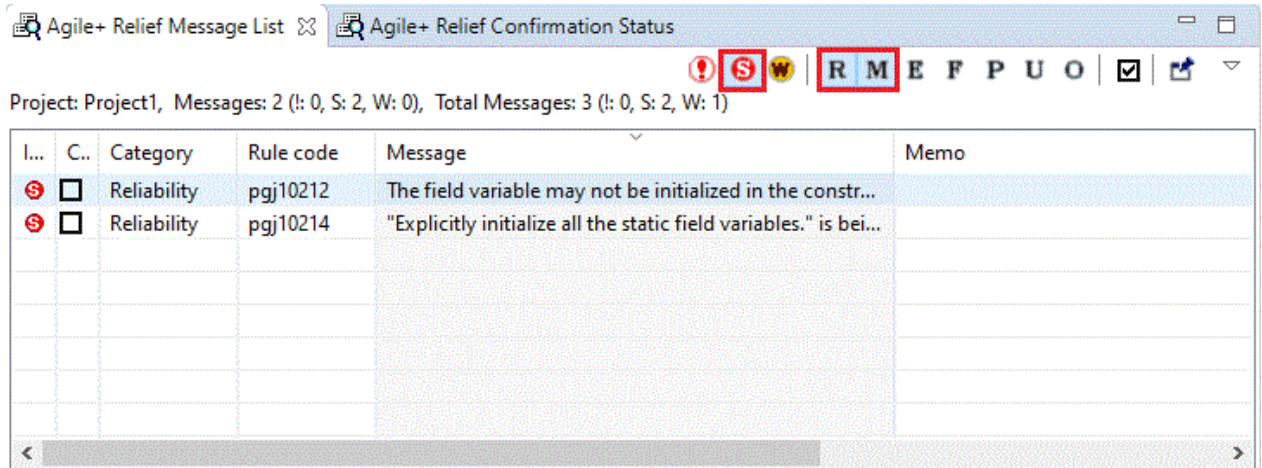 Agile+ Relief Message List Agile+ Relief Confirmation Status
! S W R M E F P U O
Project: Project1, Messages: 2 (!: 0, S: 2, W: 0), Total Messages: 3 (!: 0, S: 2, W: 1)
I... C.. Category Rule code Message Memo
S Reliability pgj10212 The field variable may not be initialized in the constr...
S Reliability pgj10214 "Explicitly initialize all the static field variables." is bei...